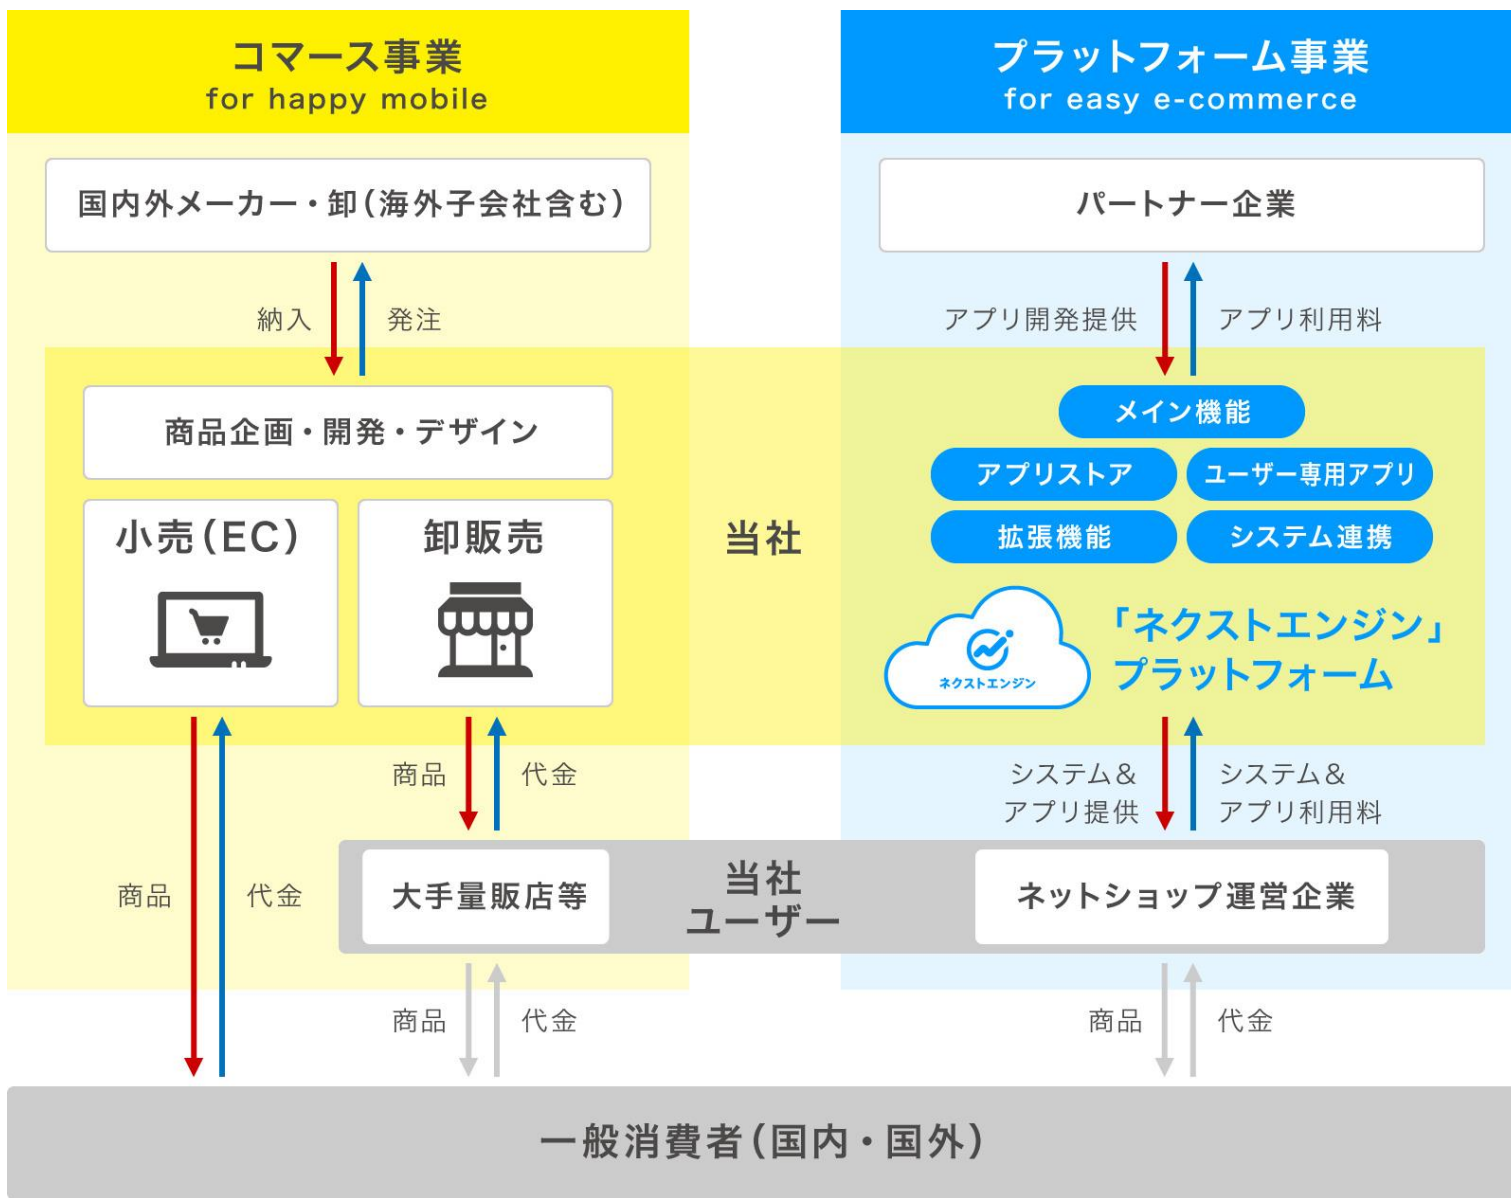 コマース事業
for happy mobile
プラットフォーム事業
for easy e-commerce
国内外メーカー・卸(海外子会社含む)
パートナー企業
納入
発注
アプリ開発提供
アプリ利用料
商品企画・開発・デザイン
小売(EC)
卸販売
当社
メイン機能
アプリストア
ユーザー専用アプリ
拡張機能
システム連携
ネクストエンジン
「ネクストエンジン」
プラットフォーム
商品
代金
システム&
アプリ提供
システム&
アプリ利用料
商品
代金
大手量販店等
当社
ユーザー
ネットショップ運営企業
商品
代金
商品
代金
一般消費者(国内・国外)